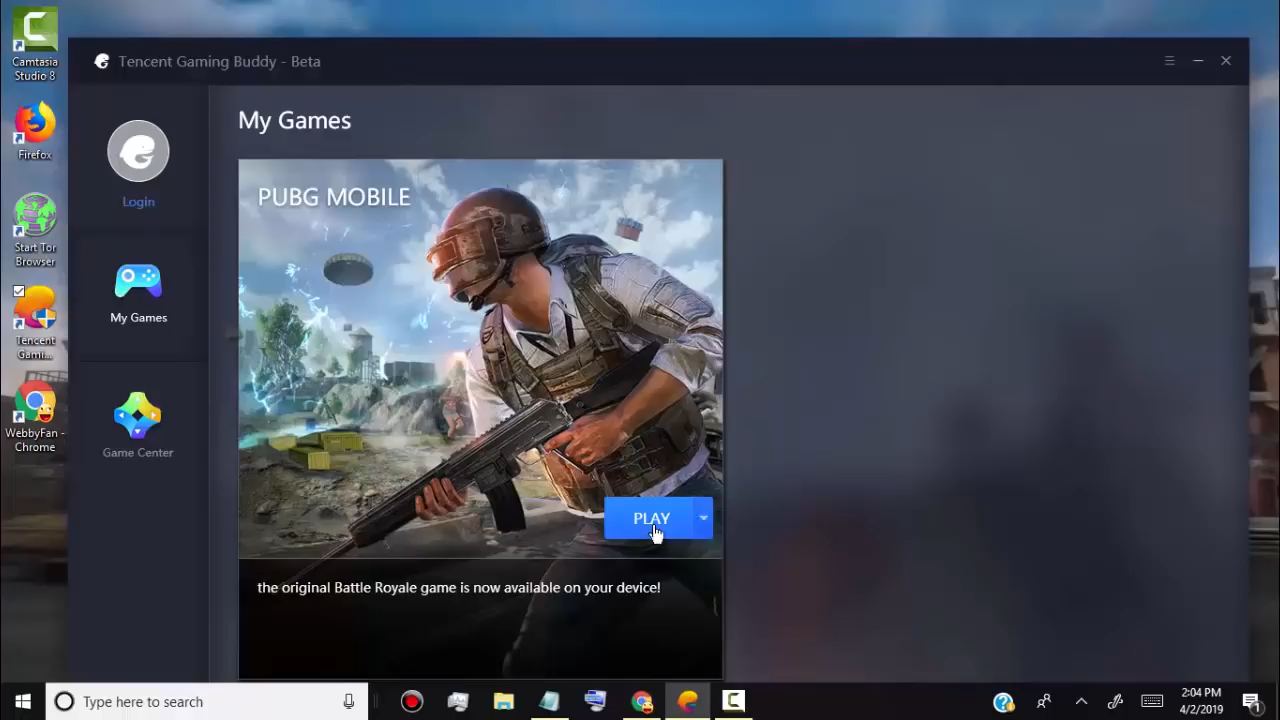 Camtasia
Studio 8
Firefox
Start Tor
Browser
Tencent
Gami...
WebbyFan -
Chrome
Tencent Gaming Buddy - Beta
Login
My Games
Game Center
My Games
PUBG MOBILE
PLAY
the original Battle Royale game is now available on your device!
Type here to search
2:04 PM
4/2/2019
1